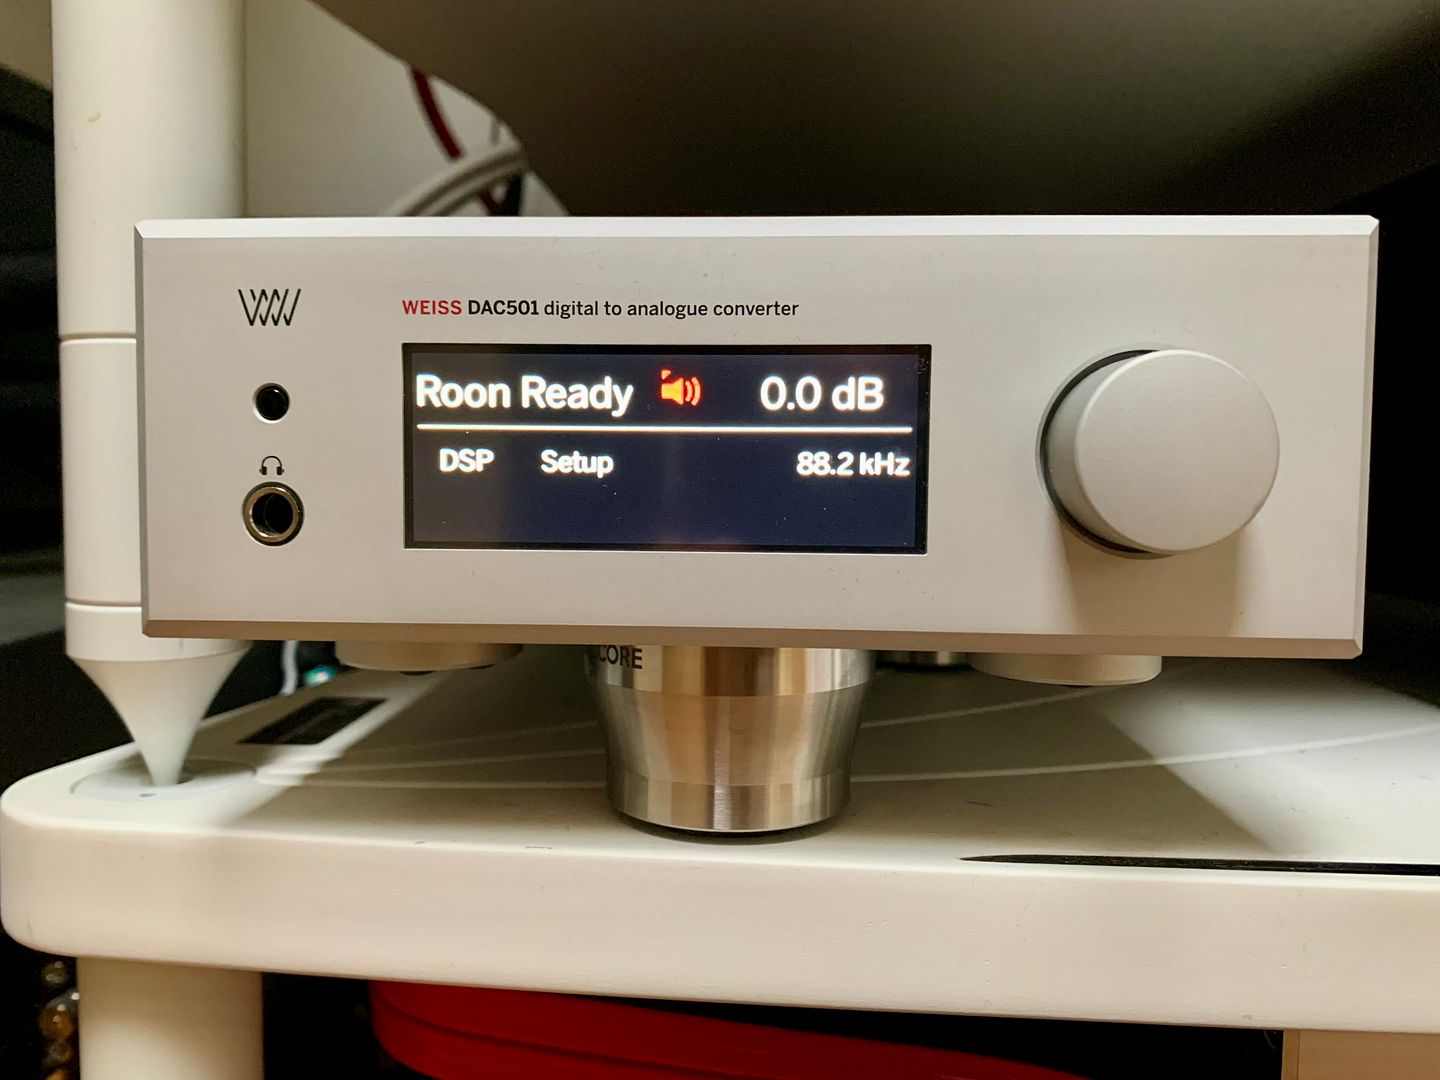 WEISS DAC501 digital to analogue converter
Roon Ready 0.0 dB
DSP Setup 88.2 kHz
CORE